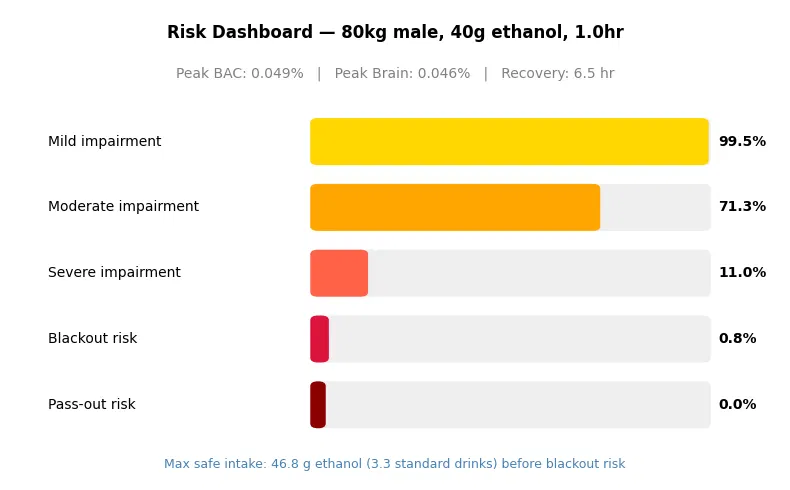 Risk Dashboard — 80kg male, 40g ethanol, 1.0hr
Peak BAC: 0.049% | Peak Brain: 0.046% | Recovery: 6.5 hr
Mild impairment 99.5%
Moderate impairment 71.3%
Severe impairment 11.0%
Blackout risk 0.8%
Pass-out risk 0.0%
Max safe intake: 46.8 g ethanol (3.3 standard drinks) before blackout risk